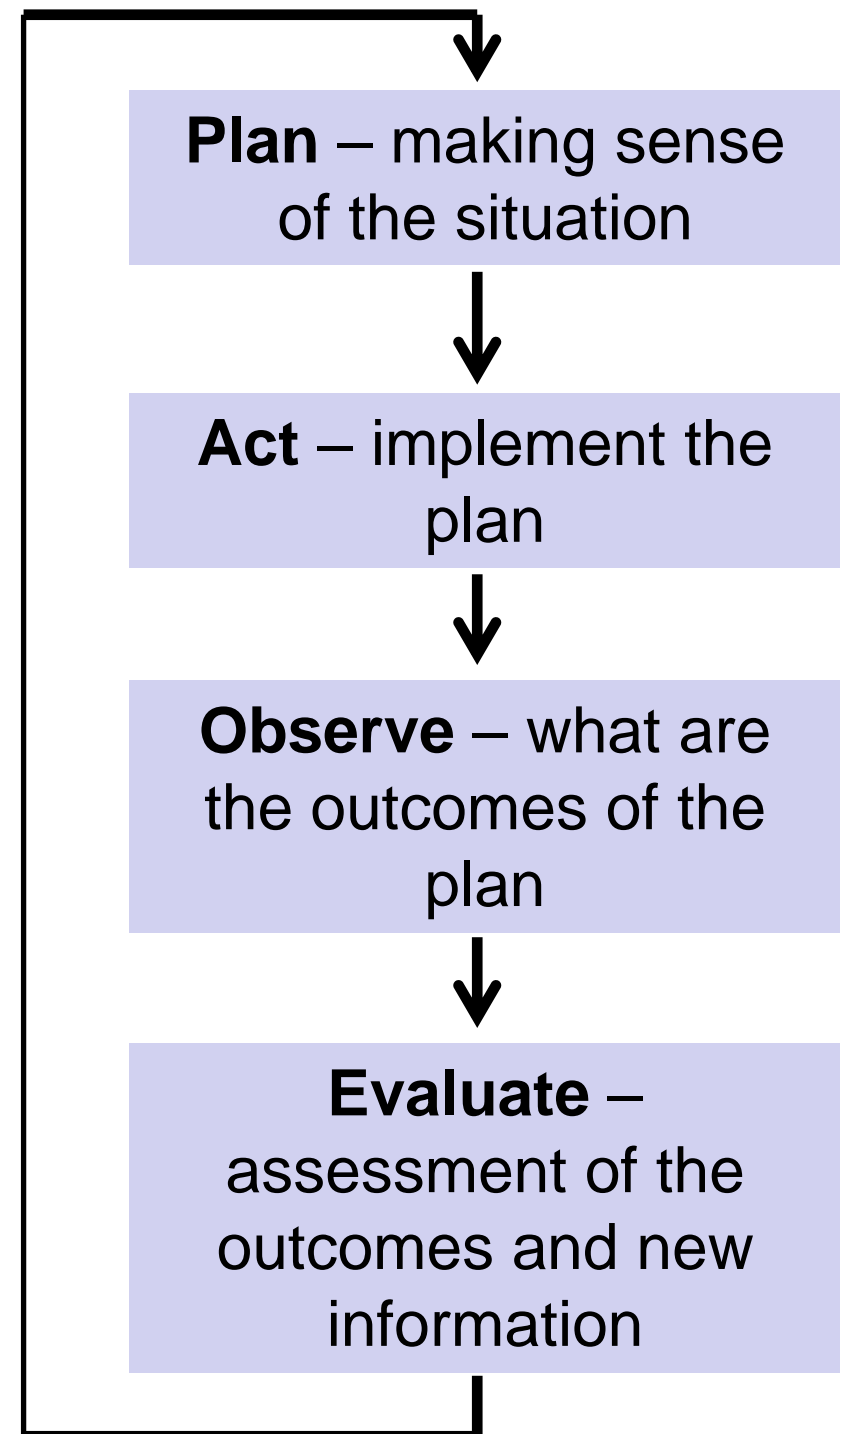 Plan – making sense
of the situation
Act – implement the
plan
Observe – what are
the outcomes of the
plan
Evaluate –
assessment of the
outcomes and new
information